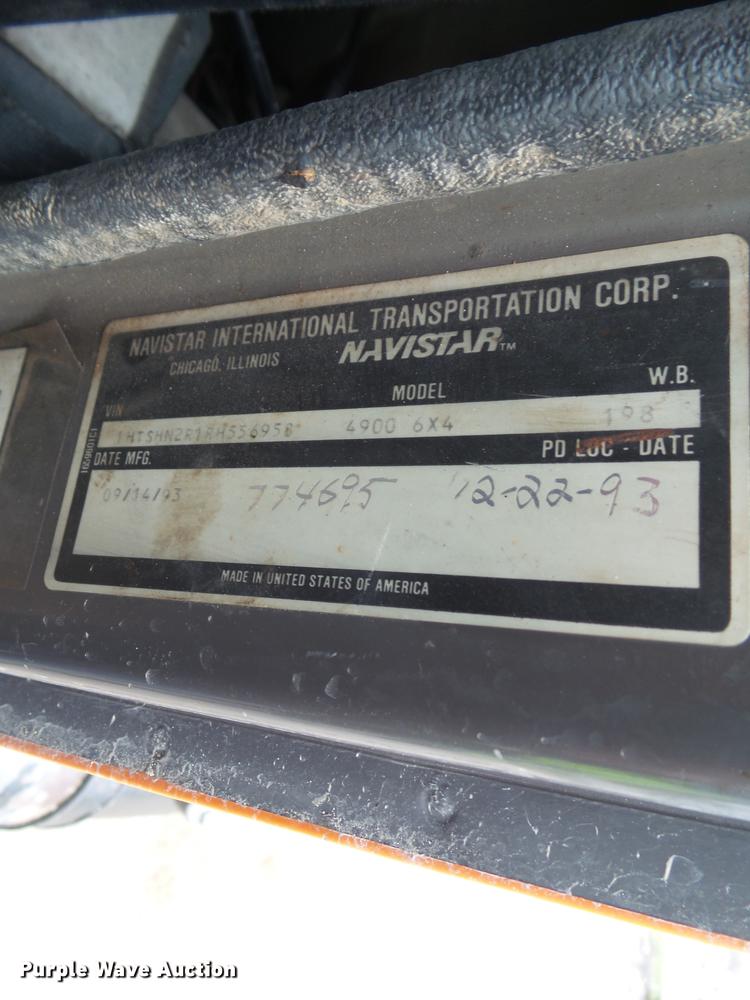 NAVISTAR INTERNATIONAL TRANSPORTATION CORP.
CHICAGO, ILLINOIS NAVISTAR™
VIN MODEL W.B.
1HTSHN2R1RH556958 4900 6X4 198
DATE MFG. PD LOC - DATE
09/14/93 774695 12-22-93
MADE IN UNITED STATES OF AMERICA
Purple Wave Auction